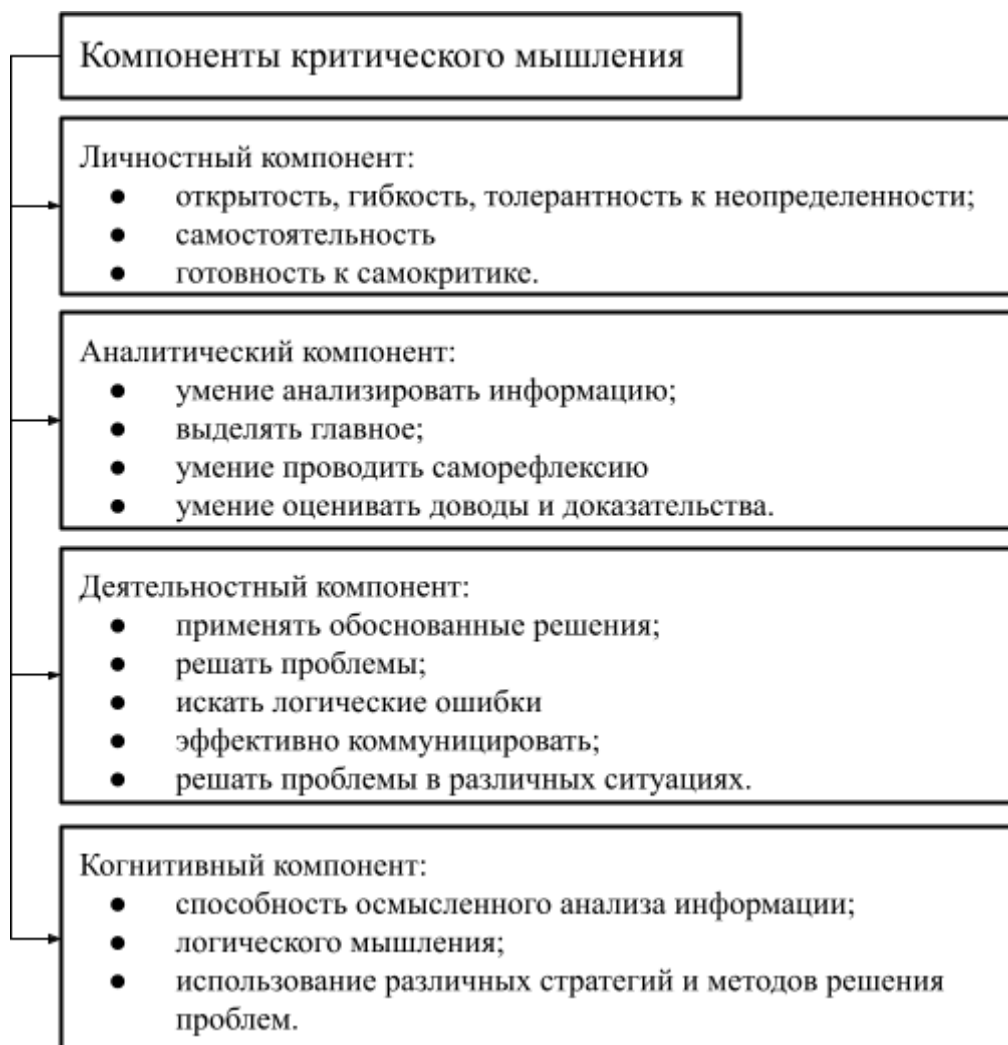 Компоненты критического мышления
Личностный компонент:
● открытость, гибкость, толерантность к неопределенности;
● самостоятельность
● готовность к самокритике.
Аналитический компонент:
● умение анализировать информацию;
● выделять главное;
● умение проводить саморефлексию
● умение оценивать доводы и доказательства.
Деятельностный компонент:
● применять обоснованные решения;
● решать проблемы;
● искать логические ошибки
● эффективно коммуницировать;
● решать проблемы в различных ситуациях.
Когнитивный компонент:
● способность осмысленного анализа информации;
● логического мышления;
● использование различных стратегий и методов решения
проблем.